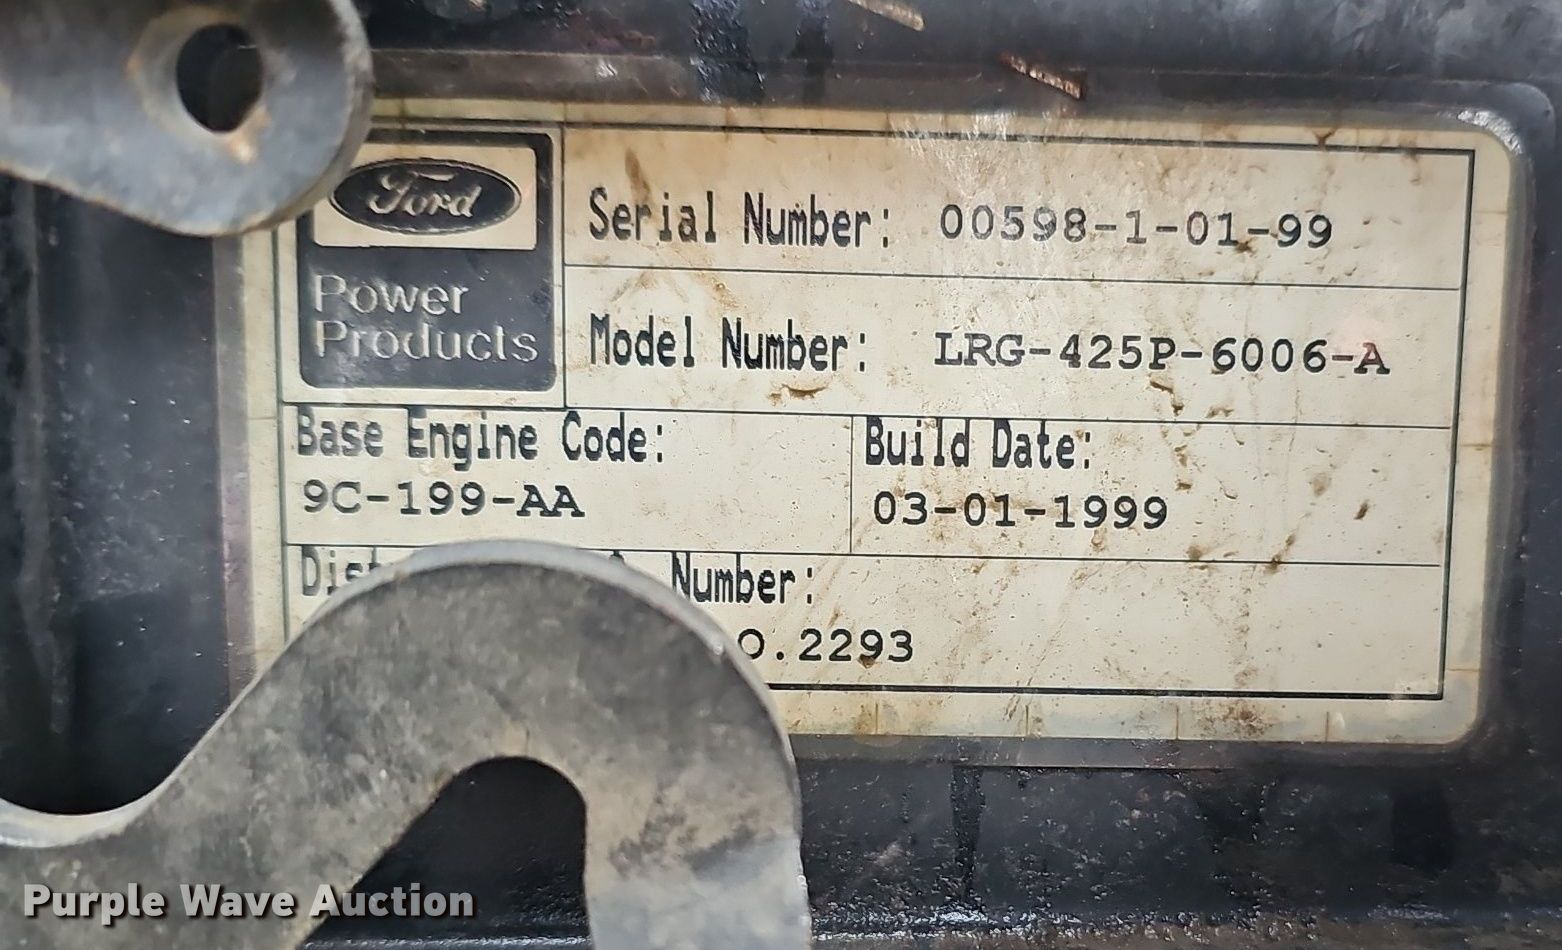 Ford
Power
Products
Serial Number: 00598-1-01-99
Model Number: LRG-425P-6006-A
Base Engine Code:
9C-199-AA
Build Date:
03-01-1999
Number:
.2293
Purple Wave Auction